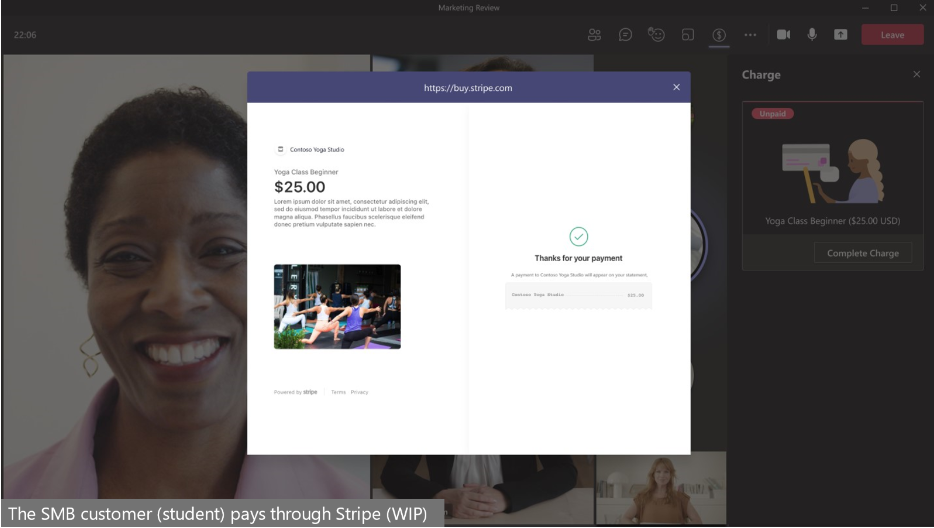 Marketing Review
22:06
Leave
https://buy.stripe.com
Charge
Unpaid
Contoso Yoga Studio
Yoga Class Beginner
$25.00
Lorem ipsum dolor sit amet, consectetur adipiscing elit,
sed do eiusmod tempor incididunt ut labore et dolore
magna aliqua. Phasellus faucibus scelerisque eleifend
donec pretium vulputate sapien nec.
Powered by stripe
Terms Privacy
Thanks for your payment
A payment to Contoso Yoga Studio will appear on your statement.
Contoso Yoga Studio $25.00
Yoga Class Beginner ($25.00 USD)
Complete Charge
The SMB customer (student) pays through Stripe (WIP)